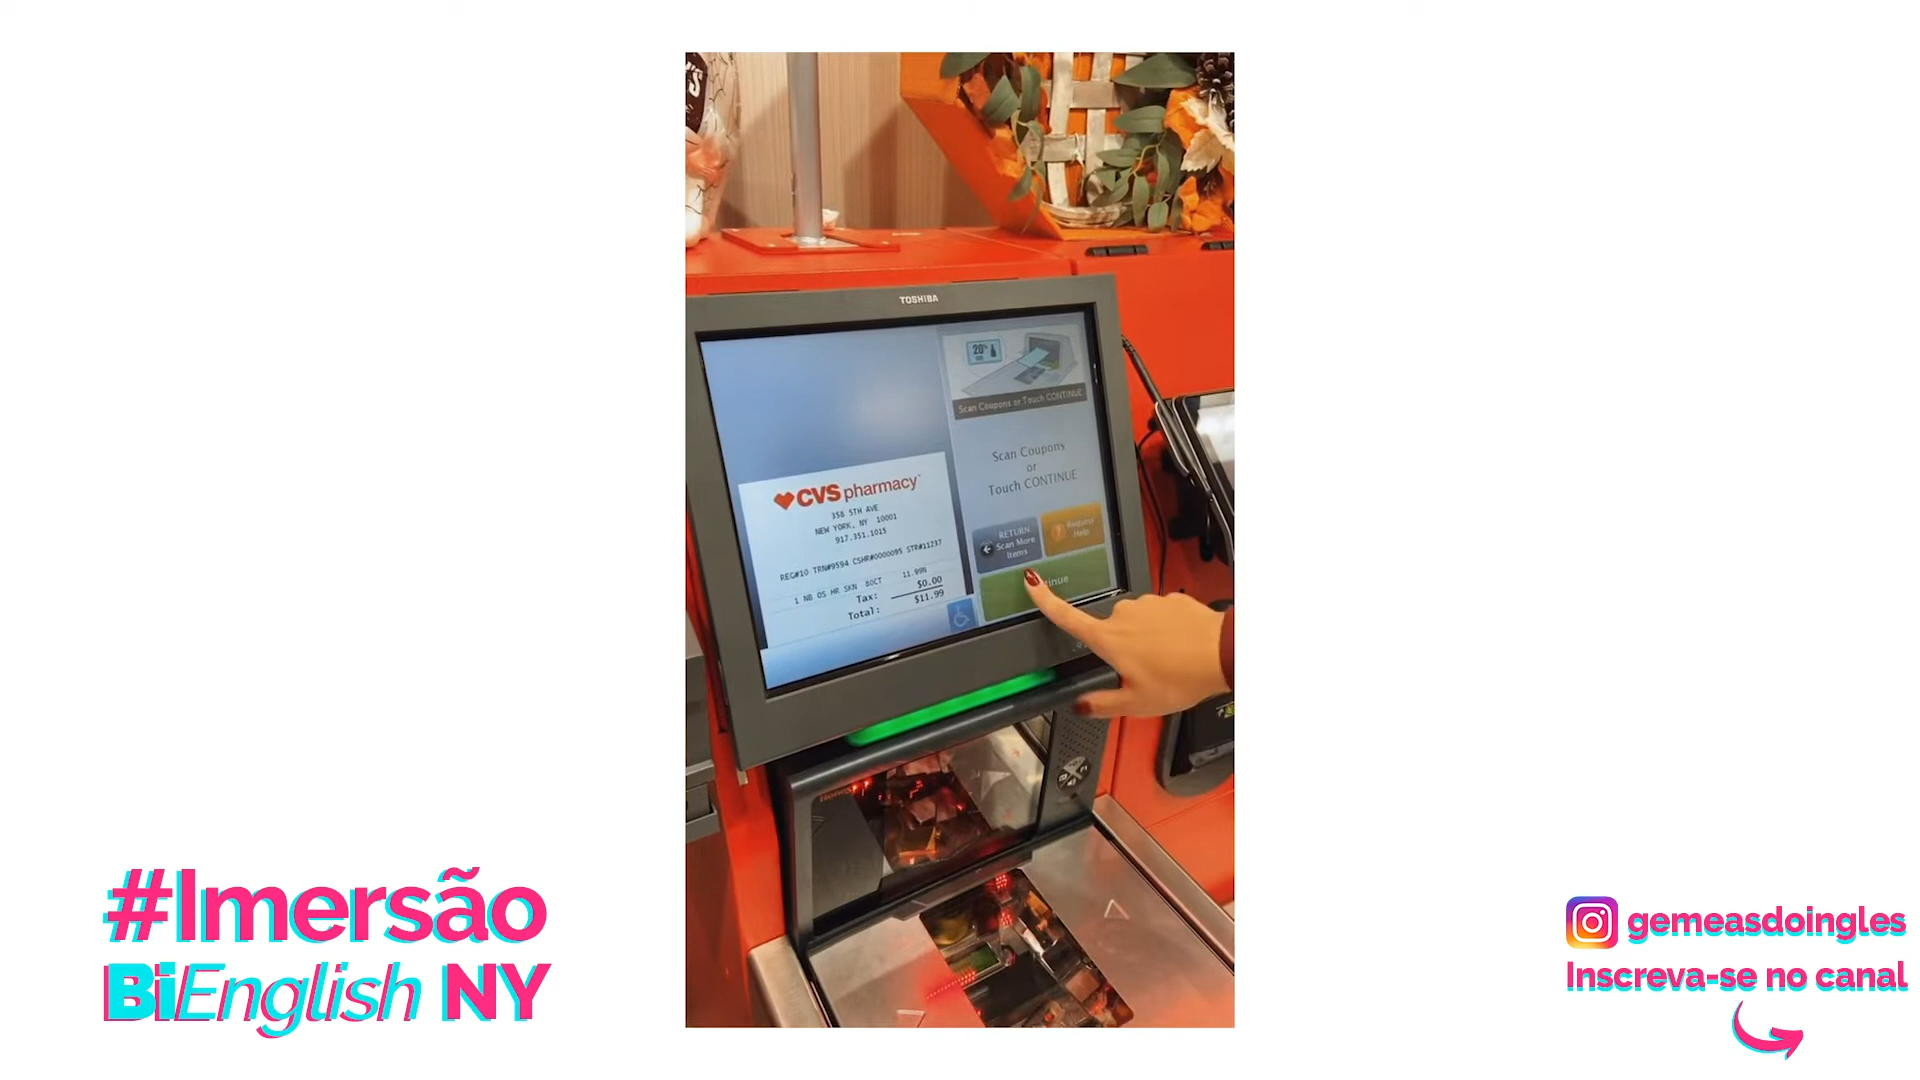 TOSHIBA
20%
Scan Coupons or Touch CONTINUE
Scan Coupons
or
Touch CONTINUE
CVS pharmacy
358 5TH AVE
NEW YORK, NY 10001
917.351.1015
REG#10 TRN#9594 CSHR#0000095 STR#11237
1 NB OS HR SKN 80CT 11.99N
Tax: $0.00
Total: $11.99
RETURN
Scan More
Items
Request
Help
#Imersão
BiEnglish NY
gemeasdoingles
Inscreva-se no canal